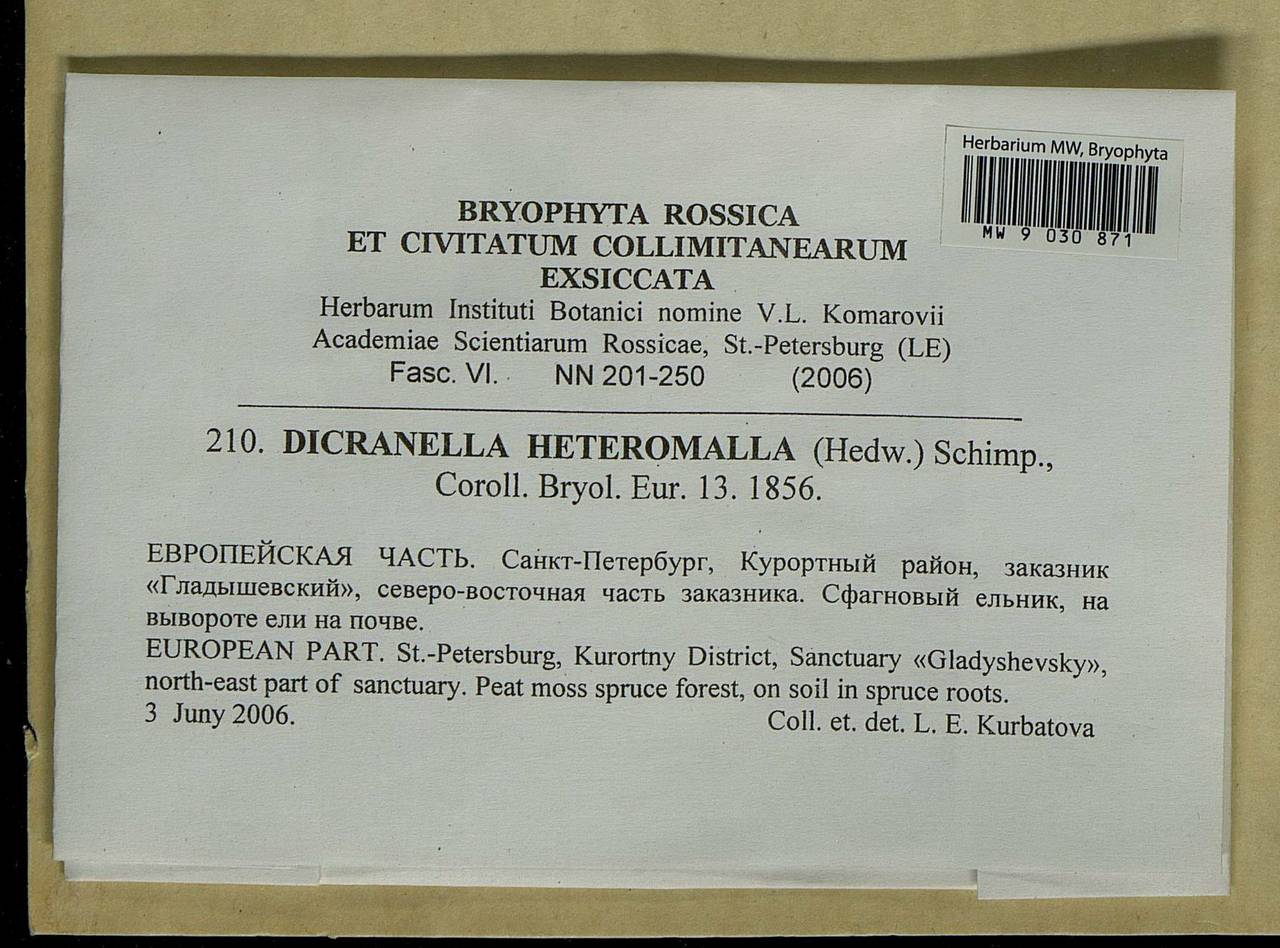 Herbarium MW, Bryophyta
MW 9 030 871
BRYOPHYTA ROSSICA
ET CIVITATUM COLLIMITANEARUM
EXSICCATA
Herbarum Instituti Botanici nomine V.L. Komarovii
Academiae Scientiarum Rossicae, St.-Petersburg (LE)
Fasc. VI. NN 201-250 (2006)
210. DICRANELLA HETEROMALLA (Hedw.) Schimp.,
Coroll. Bryol. Eur. 13. 1856.
ЕВРОПЕЙСКАЯ ЧАСТЬ. Санкт-Петербург, Курортный район, заказник
«Гладышевский», северо-восточная часть заказника. Сфагновый ельник, на
вывороте ели на почве.
EUROPEAN PART. St.-Petersburg, Kurortny District, Sanctuary «Gladyshevsky»,
north-east part of sanctuary. Peat moss spruce forest, on soil in spruce roots.
3 Juny 2006. Coll. et. det. L. E. Kurbatova